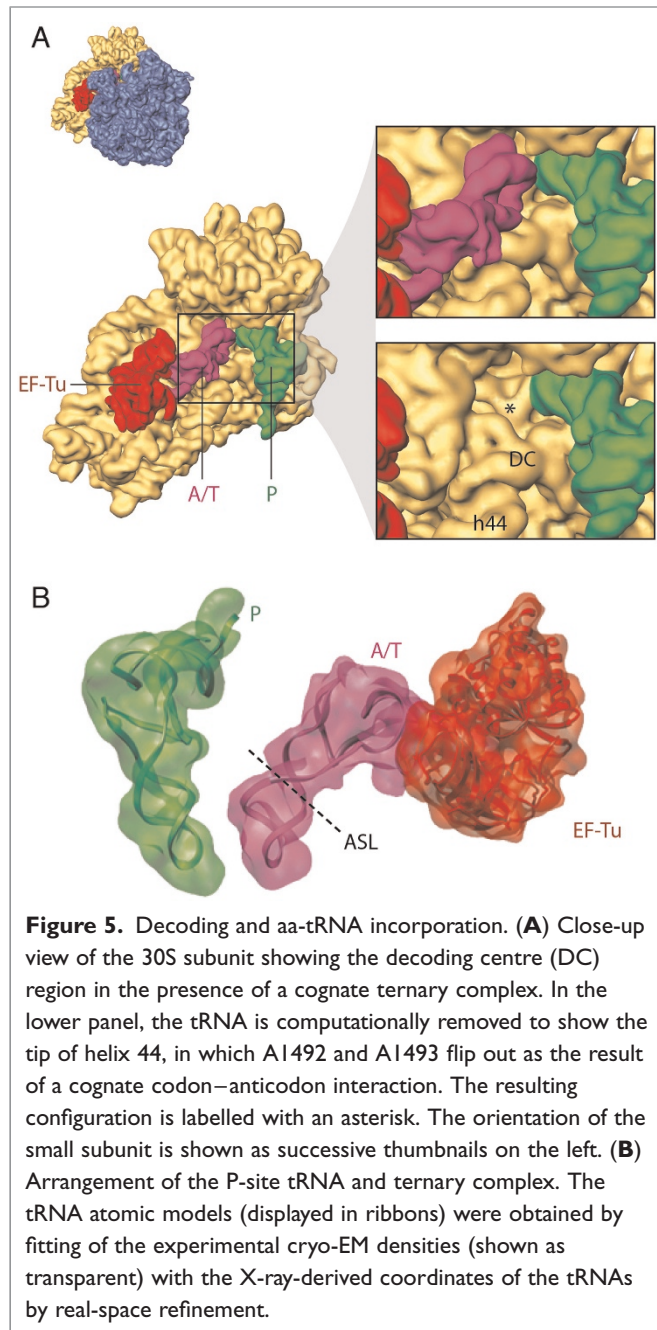 A
EF-Tu
A/T
P
*
DC
h44
B
P
A/T
ASL
EF-Tu
Figure 5. Decoding and aa-tRNA incorporation. (A) Close-up
view of the 30S subunit showing the decoding centre (DC)
region in the presence of a cognate ternary complex. In the
lower panel, the tRNA is computationally removed to show the
tip of helix 44, in which A1492 and A1493 flip out as the result
of a cognate codon–anticodon interaction. The resulting
configuration is labelled with an asterisk. The orientation of the
small subunit is shown as successive thumbnails on the left. (B)
Arrangement of the P-site tRNA and ternary complex. The
tRNA atomic models (displayed in ribbons) were obtained by
fitting of the experimental cryo-EM densities (shown as
transparent) with the X-ray-derived coordinates of the tRNAs
by real-space refinement.